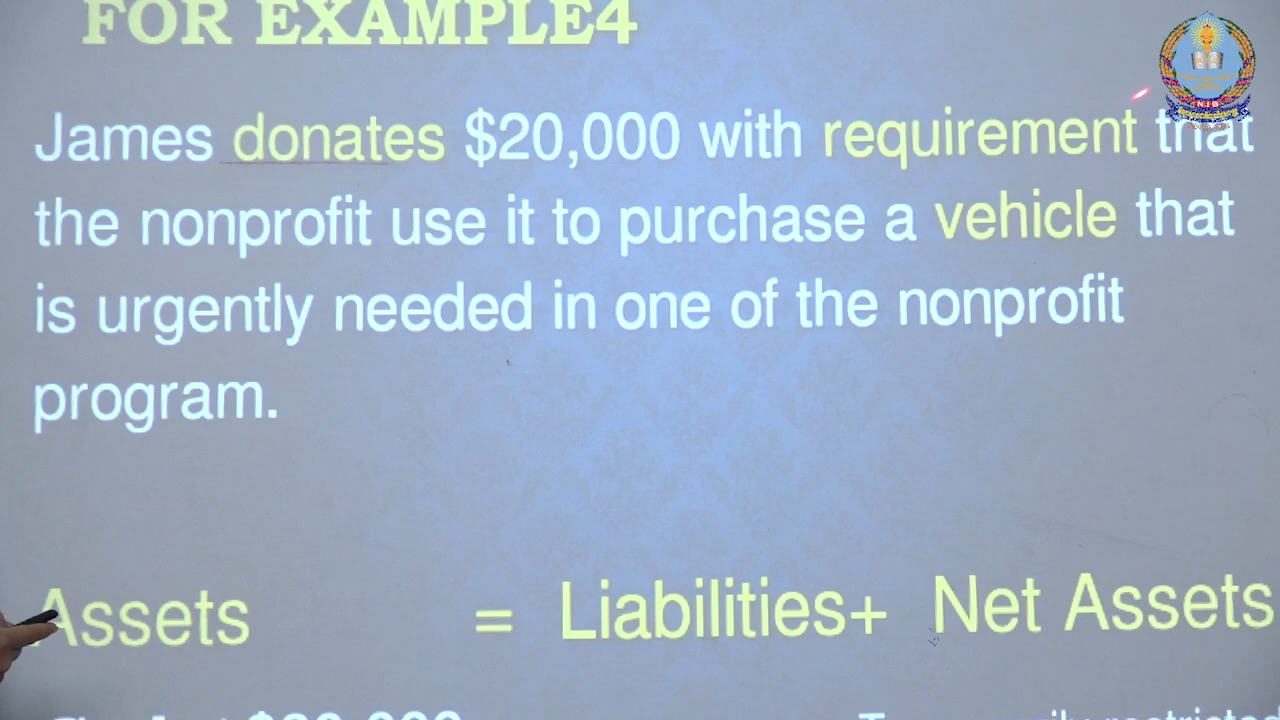 FOR EXAMPLE4
James donates $20,000 with requirement that
the nonprofit use it to purchase a vehicle that
is urgently needed in one of the nonprofit
program.
Assets = Liabilities+ Net Assets
N I B